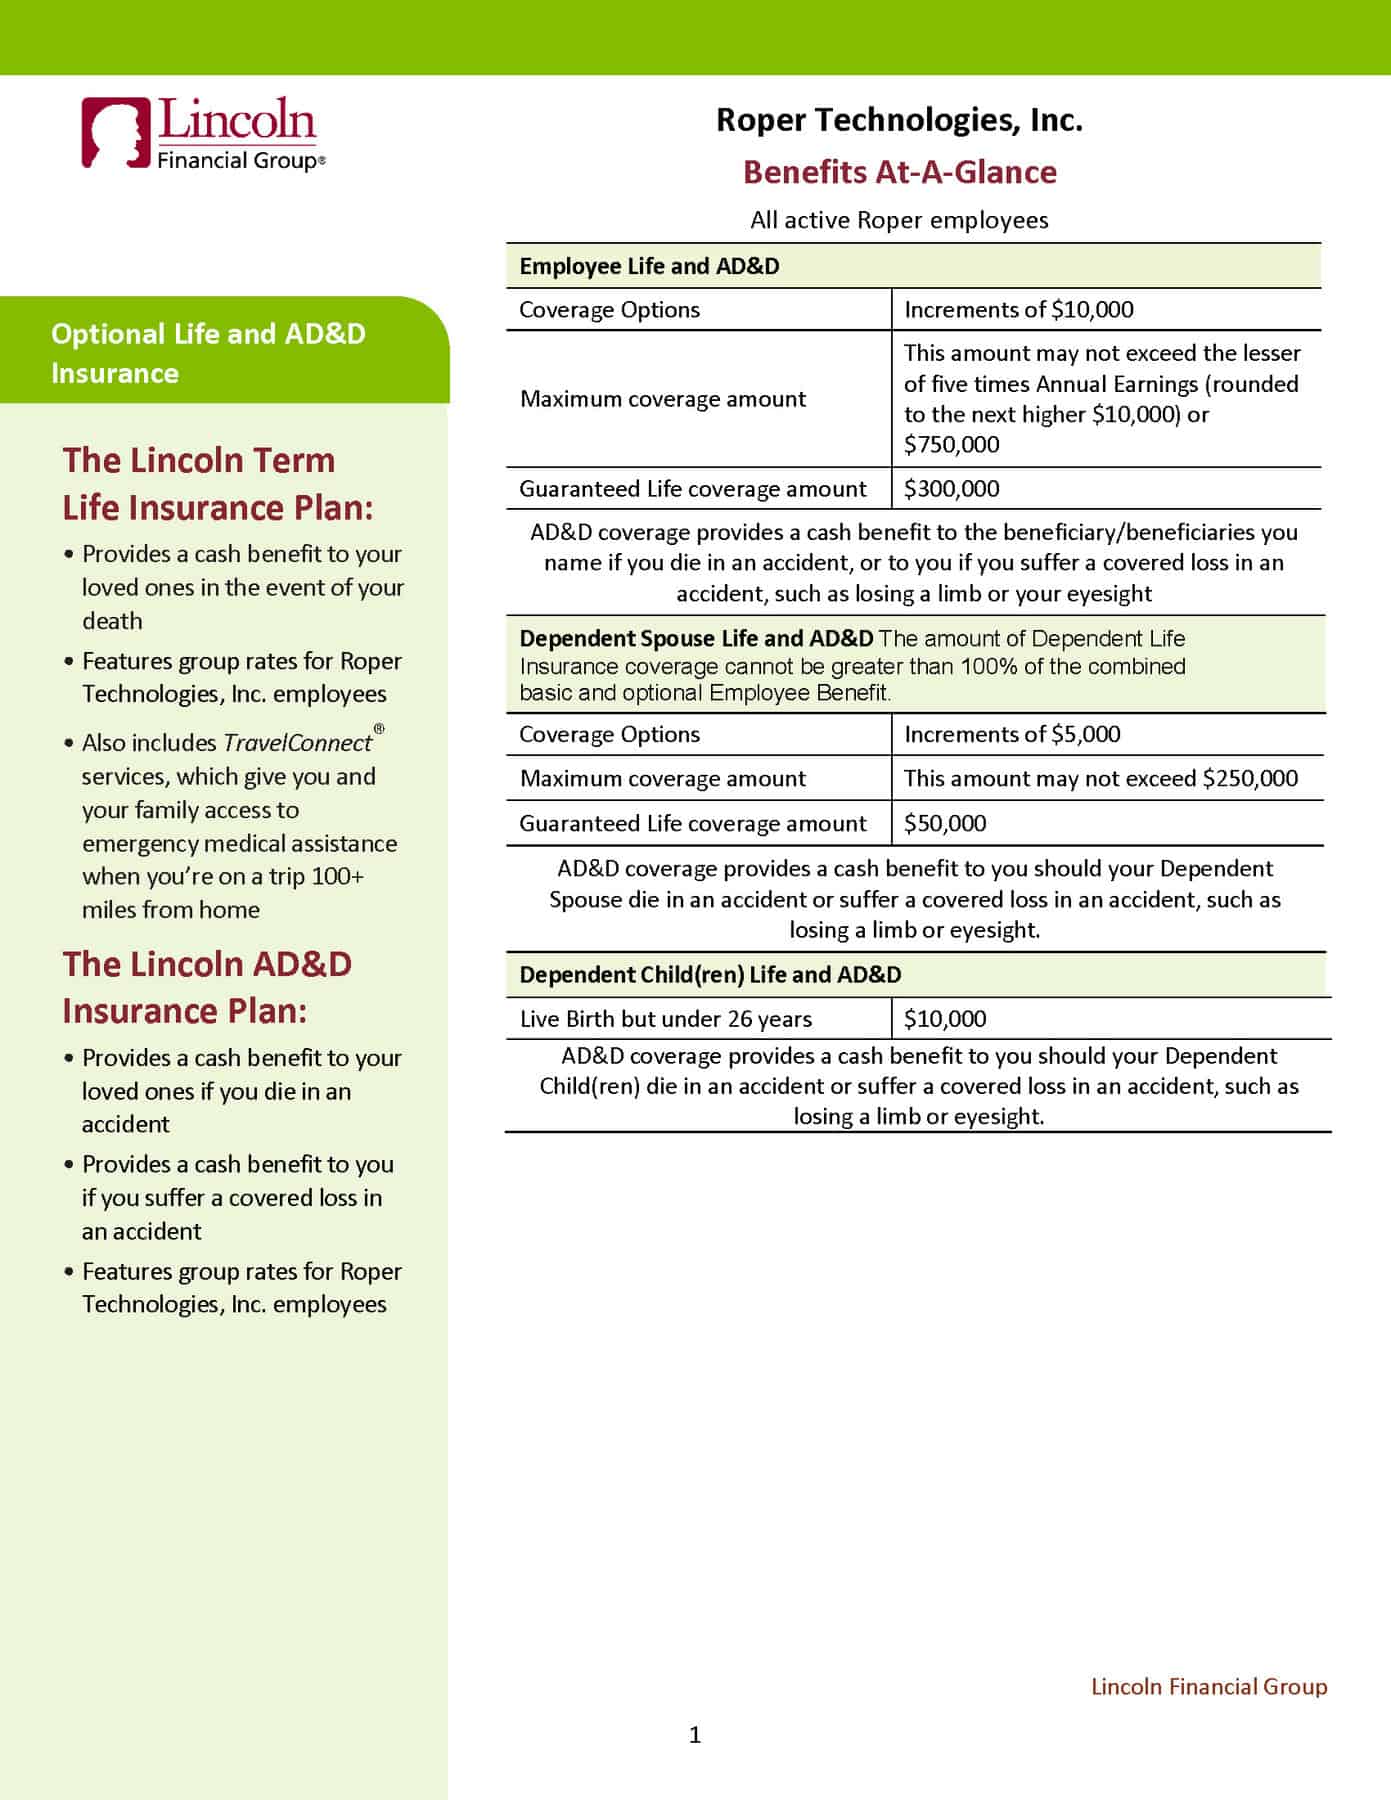 Lincoln
Financial Group®
Roper Technologies, Inc.
Benefits At-A-Glance
All active Roper employees
Optional Life and AD&D
Insurance
The Lincoln Term
Life Insurance Plan:
• Provides a cash benefit to your
loved ones in the event of your
death
• Features group rates for Roper
Technologies, Inc. employees
• Also includes TravelConnect®
services, which give you and
your family access to
emergency medical assistance
when you’re on a trip 100+
miles from home
The Lincoln AD&D
Insurance Plan:
• Provides a cash benefit to your
loved ones if you die in an
accident
• Provides a cash benefit to you
if you suffer a covered loss in
an accident
• Features group rates for Roper
Technologies, Inc. employees
Employee Life and AD&D
Coverage Options Increments of $10,000
Maximum coverage amount
This amount may not exceed the lesser
of five times Annual Earnings (rounded
to the next higher $10,000) or
$750,000
Guaranteed Life coverage amount $300,000
AD&D coverage provides a cash benefit to the beneficiary/beneficiaries you
name if you die in an accident, or to you if you suffer a covered loss in an
accident, such as losing a limb or your eyesight
Dependent Spouse Life and AD&D The amount of Dependent Life
Insurance coverage cannot be greater than 100% of the combined
basic and optional Employee Benefit.
Coverage Options Increments of $5,000
Maximum coverage amount This amount may not exceed $250,000
Guaranteed Life coverage amount $50,000
AD&D coverage provides a cash benefit to you should your Dependent
Spouse die in an accident or suffer a covered loss in an accident, such as
losing a limb or eyesight.
Dependent Child(ren) Life and AD&D
Live Birth but under 26 years $10,000
AD&D coverage provides a cash benefit to you should your Dependent
Child(ren) die in an accident or suffer a covered loss in an accident, such as
losing a limb or eyesight.
Lincoln Financial Group
1